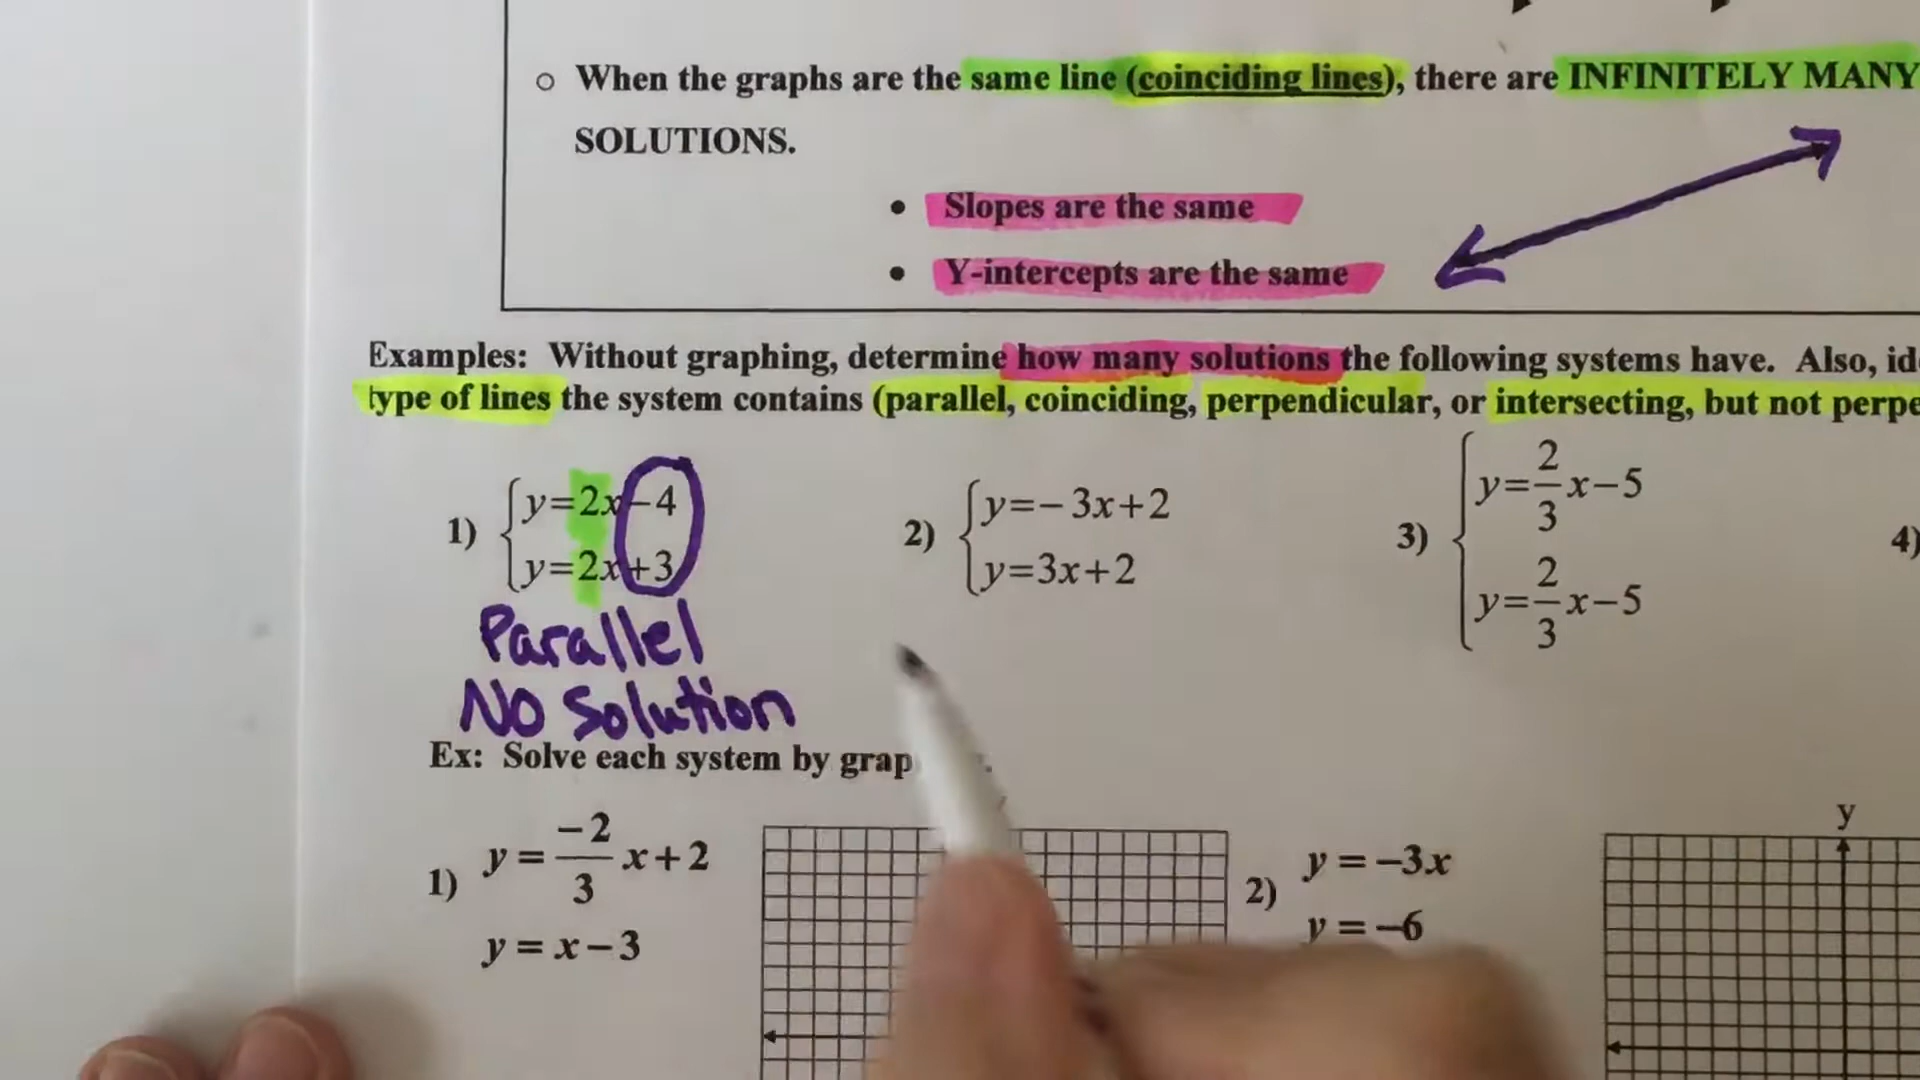 ○ When the graphs are the same line (coinciding lines), there are INFINITELY MANY
SOLUTIONS.
• Slopes are the same
• Y-intercepts are the same
Examples: Without graphing, determine how many solutions the following systems have. Also, id
type of lines the system contains (parallel, coinciding, perpendicular, or intersecting, but not perpe
1) { y=2x-4
y=2x+3
Parallel
No Solution
2) { y=-3x+2
y=3x+2
3) { y=2/3x-5
y=2/3x-5
4)
Ex: Solve each system by grap
1) y = -2/3 x+2
y = x-3
2) y = -3x
y = -6
y